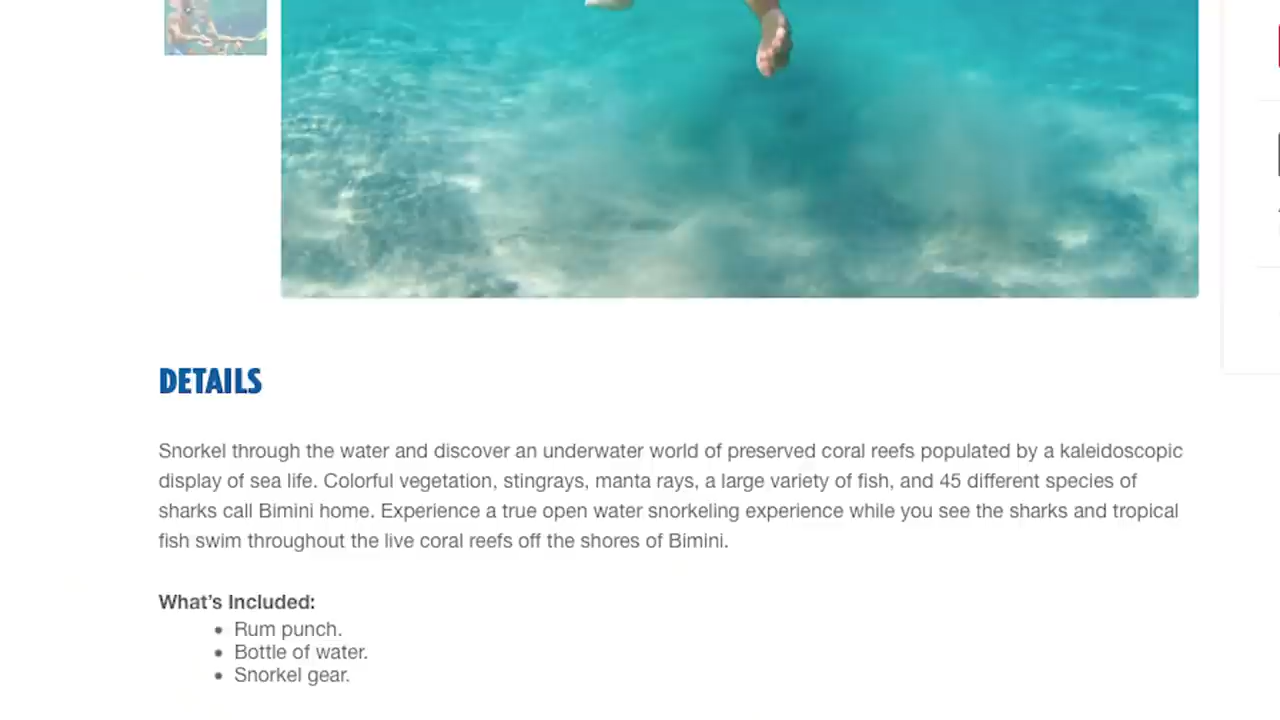 DETAILS
Snorkel through the water and discover an underwater world of preserved coral reefs populated by a kaleidoscopic
display of sea life. Colorful vegetation, stingrays, manta rays, a large variety of fish, and 45 different species of
sharks call Bimini home. Experience a true open water snorkeling experience while you see the sharks and tropical
fish swim throughout the live coral reefs off the shores of Bimini.
What's Included:
Rum punch.
Bottle of water.
Snorkel gear.